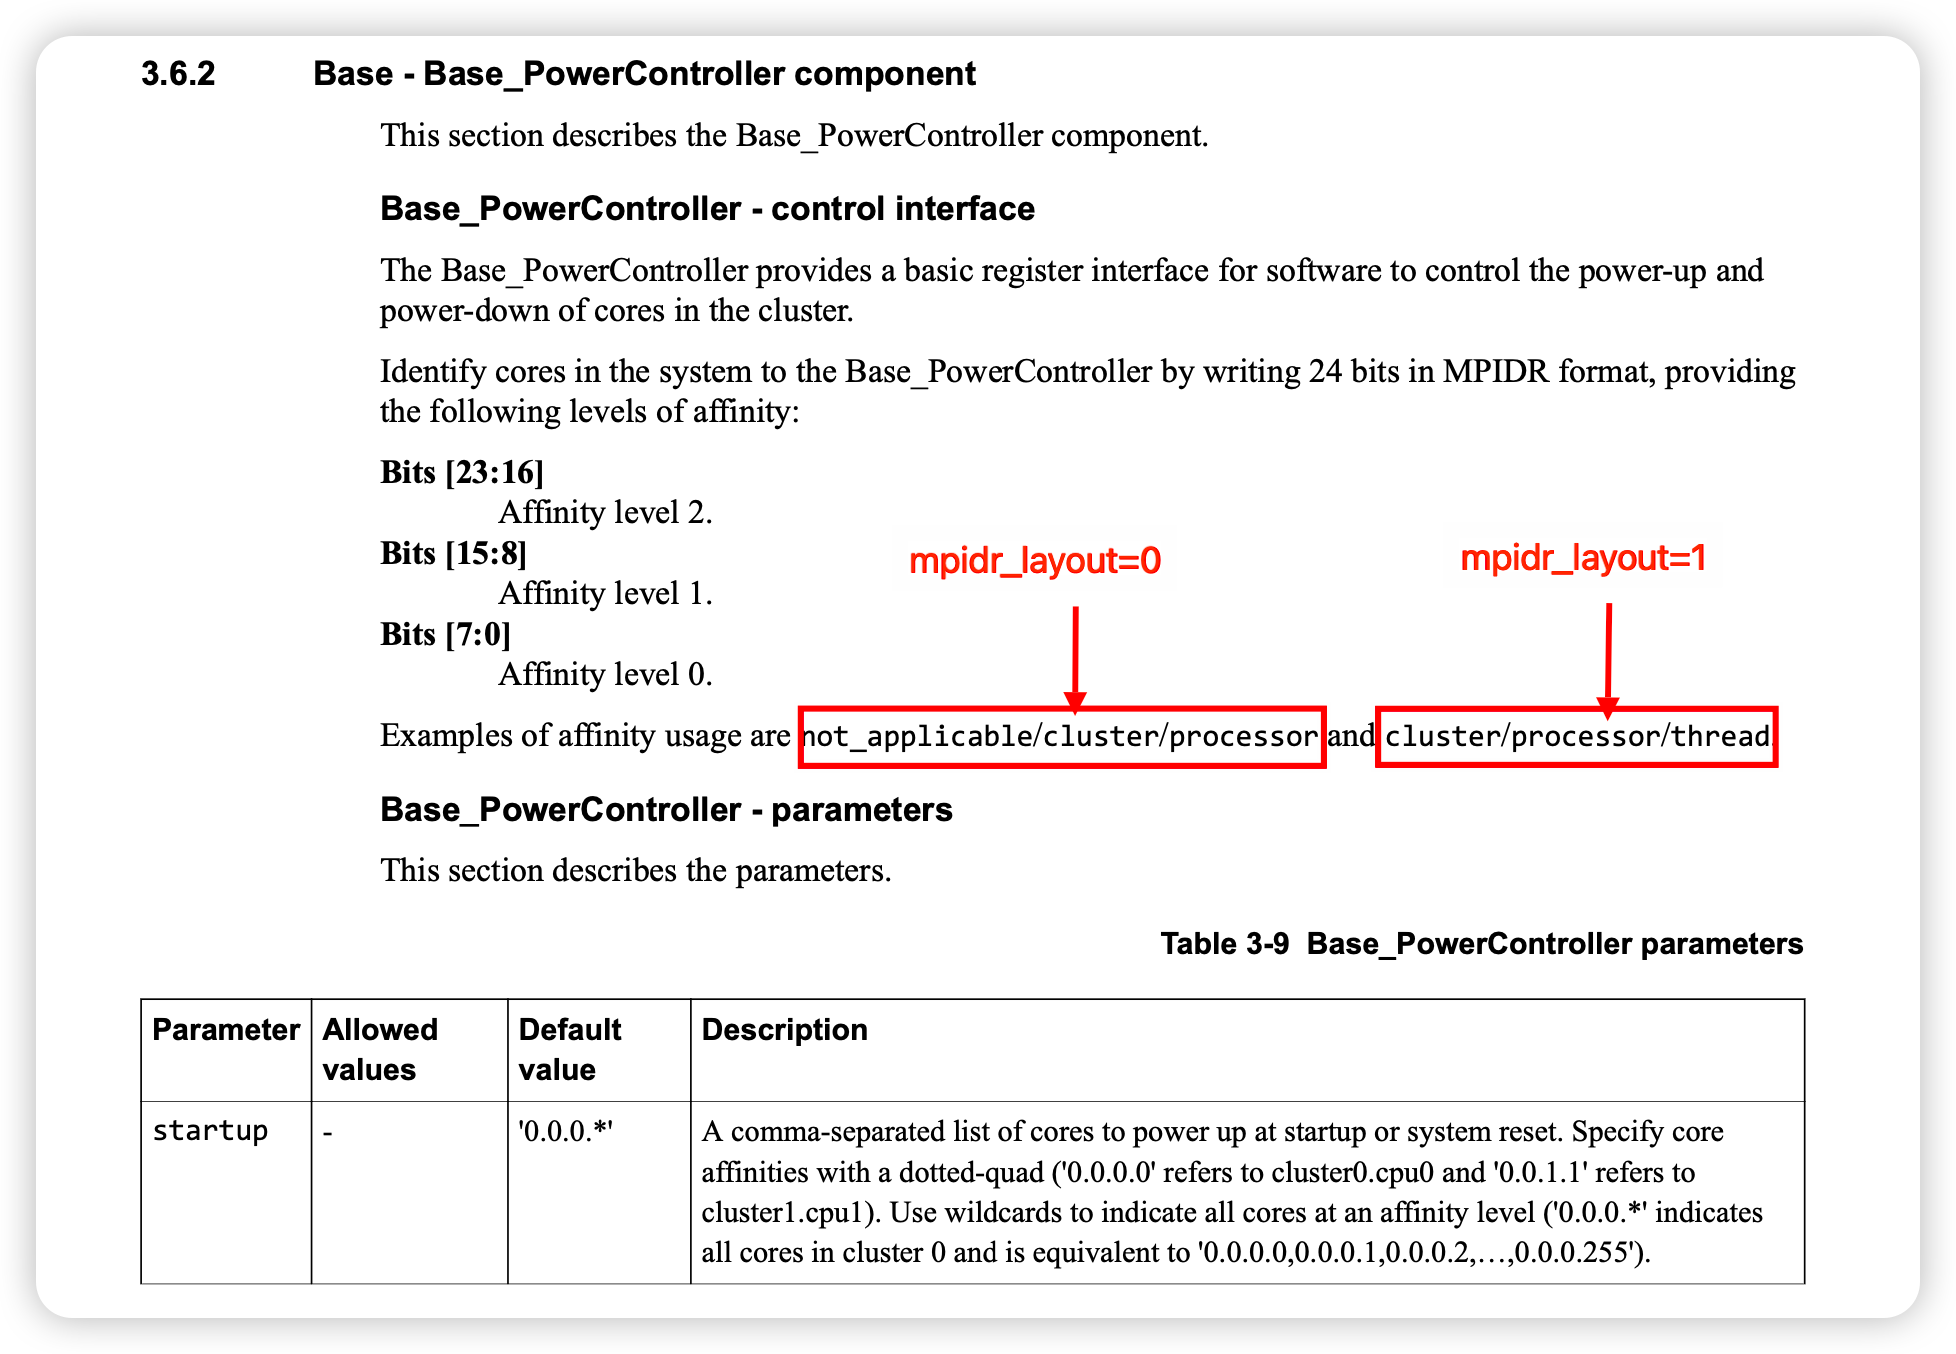 3.6.2 Base - Base_PowerController component
This section describes the Base_PowerController component.
Base_PowerController - control interface
The Base_PowerController provides a basic register interface for software to control the power-up and
power-down of cores in the cluster.
Identify cores in the system to the Base_PowerController by writing 24 bits in MPIDR format, providing
the following levels of affinity:
Bits [23:16]
Affinity level 2.
Bits [15:8]
Affinity level 1.
Bits [7:0]
Affinity level 0.
mpidr_layout=0
mpidr_layout=1
Examples of affinity usage are not_applicable/cluster/processor and cluster/processor/thread.
Base_PowerController - parameters
This section describes the parameters.
Table 3-9 Base_PowerController parameters
Parameter Allowed values Default value Description
startup - '0.0.0.*' A comma-separated list of cores to power up at startup or system reset. Specify core
affinities with a dotted-quad ('0.0.0.0' refers to cluster0.cpu0 and '0.0.1.1' refers to
cluster1.cpu1). Use wildcards to indicate all cores at an affinity level ('0.0.0.*' indicates
all cores in cluster 0 and is equivalent to '0.0.0.0,0.0.0.1,0.0.0.2,…,0.0.0.255').